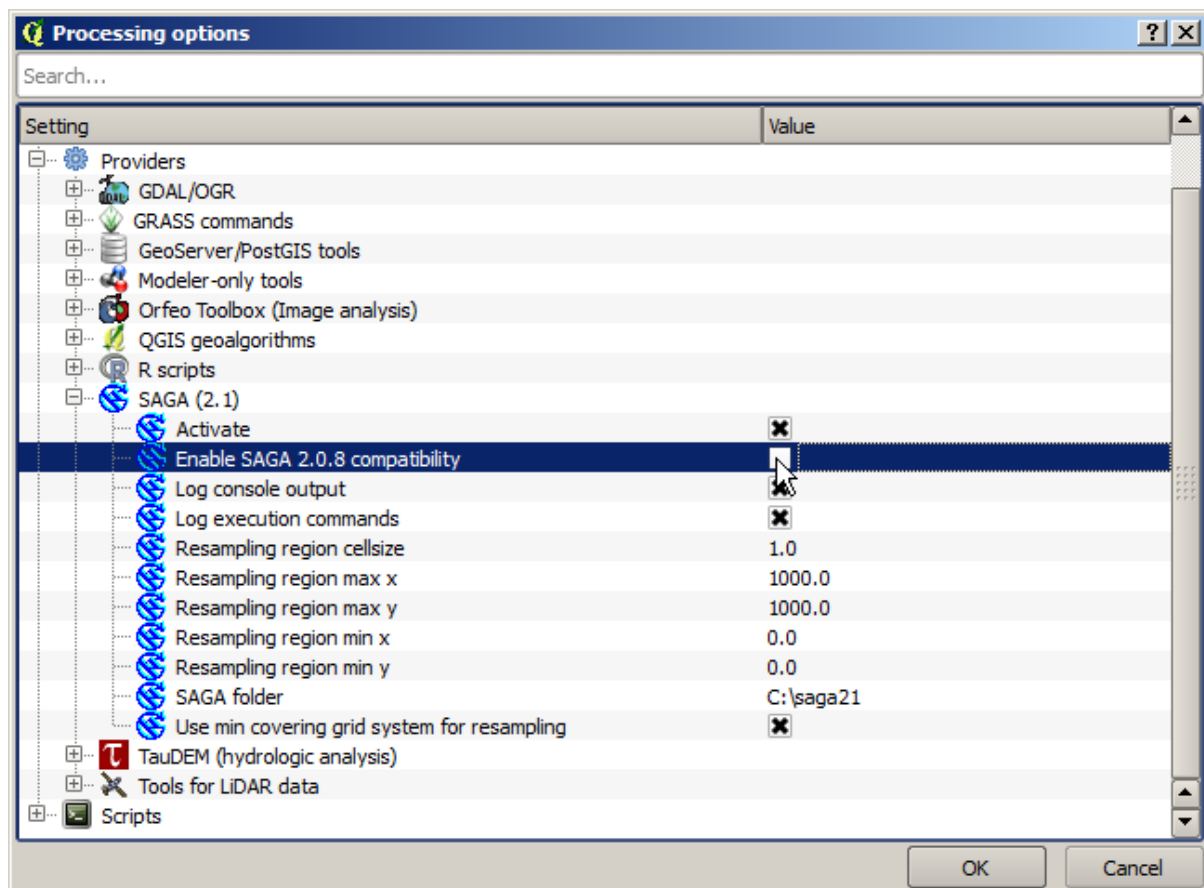 Processing options
Search...
Setting Value
Providers
GDAL/OGR
GRASS commands
GeoServer/PostGIS tools
Modeler-only tools
Orfeo Toolbox (Image analysis)
QGIS geoalgorithms
R scripts
SAGA (2.1)
Activate
Enable SAGA 2.0.8 compatibility
Log console output
Log execution commands
Resampling region cellsize 1.0
Resampling region max x 1000.0
Resampling region max y 1000.0
Resampling region min x 0.0
Resampling region min y 0.0
SAGA folder C:\saga21
Use min covering grid system for resampling
TauDEM (hydrologic analysis)
Tools for LiDAR data
Scripts
OK Cancel